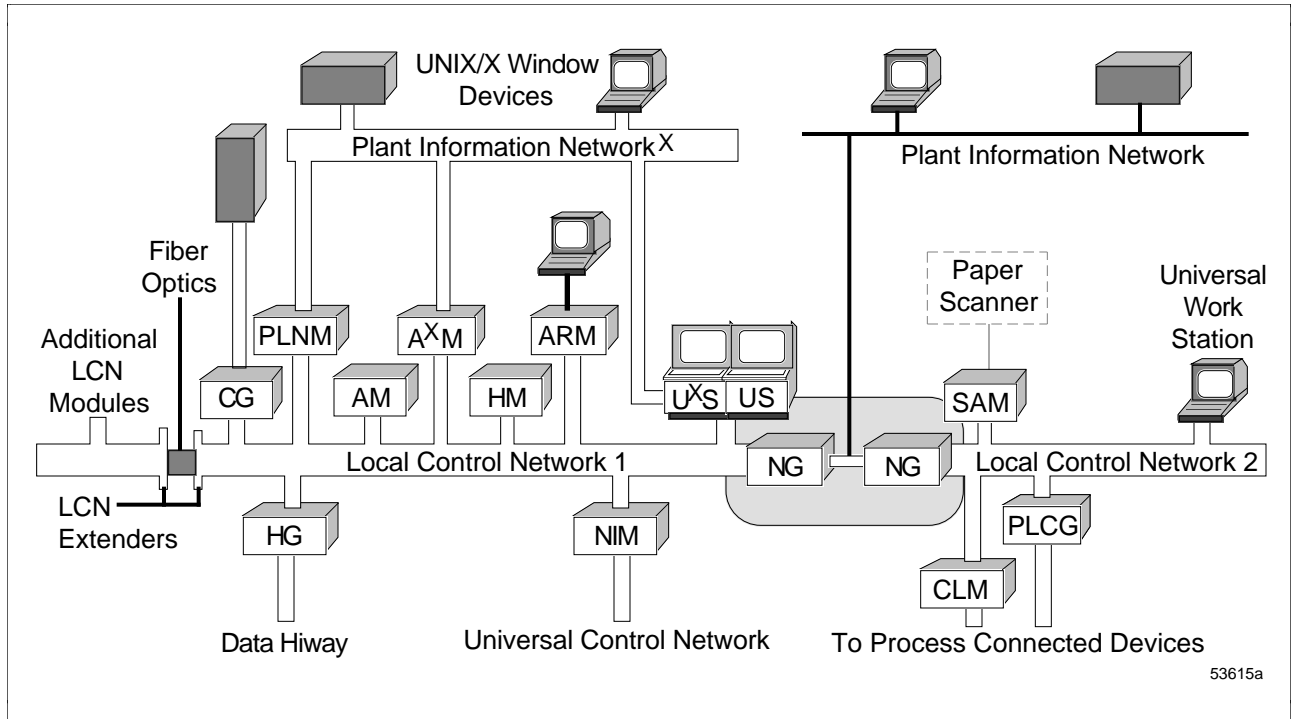 UNIX/X Window
Devices
Plant Information Network X
Plant Information Network
Fiber
Optics
Paper
Scanner
Universal
Work
Station
Additional
LCN
Modules
PLNM
AXM
ARM
CG
AM
HM
UXS
US
SAM
Local Control Network 1
NG
NG
Local Control Network 2
LCN
Extenders
HG
NIM
PLCG
CLM
Data Hiway
Universal Control Network
To Process Connected Devices
53615a